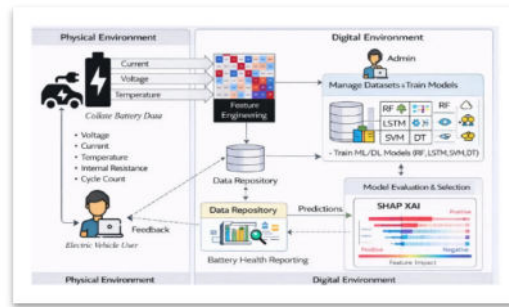 Physical Environment
Digital Environment
Current
Voltage
Temperature
Collate Battery Data
Feature
Engineering
Admin
Manage Datasets & Train Models
RF
RF
LSTM
SVM
DT
- Train ML/DL Models (RF, LSTM, SVM, DT)
• Voltage
• Current
• Temperature
• Internal Resistance
• Cycle Count
Data Repository
Electric Vehicle User
Feedback
Data Repository
Predictions
Battery Health Reporting
Model Evaluation & Selection
SHAP XAI
Positive
Positive
Negative
Feature Impact
Physical Environment
Digital Environment